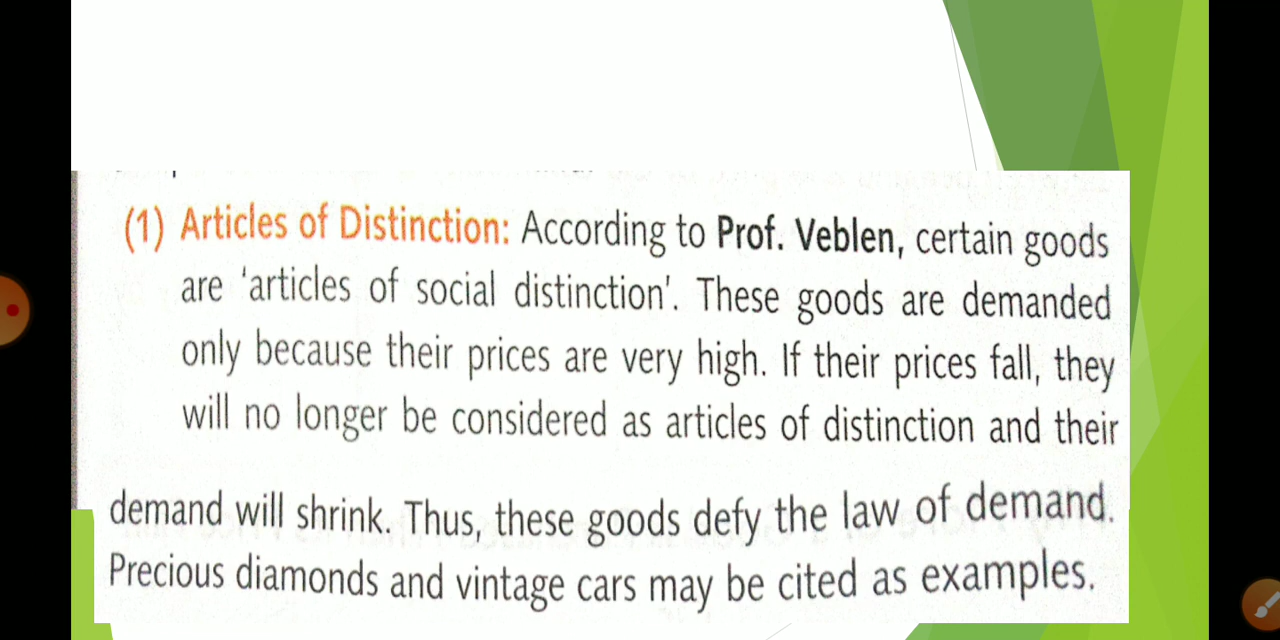 (1) Articles of Distinction: According to Prof. Veblen, certain goods
are 'articles of social distinction'. These goods are demanded
only because their prices are very high. If their prices fall, they
will no longer be considered as articles of distinction and their
demand will shrink. Thus, these goods defy the law of demand.
Precious diamonds and vintage cars may be cited as examples.